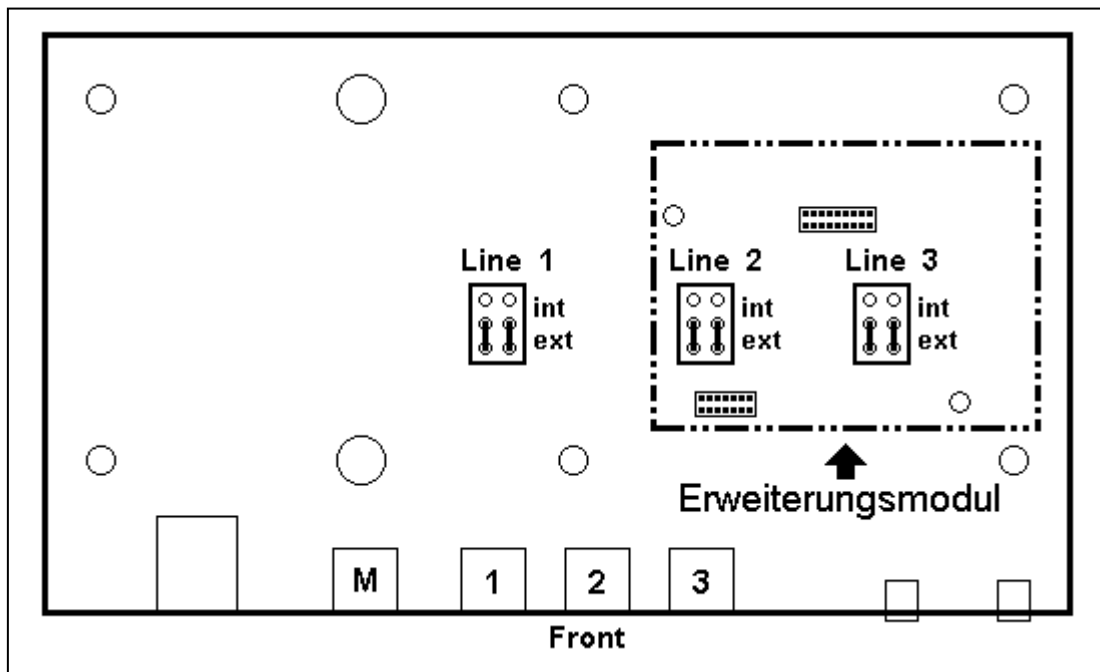 Line 1
Line 2
Line 3
int
ext
int
ext
int
ext
Erweiterungsmodul
M
1
2
3
Front